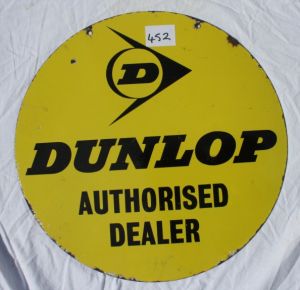 452
D
DUNLOP
AUTHORISED
DEALER